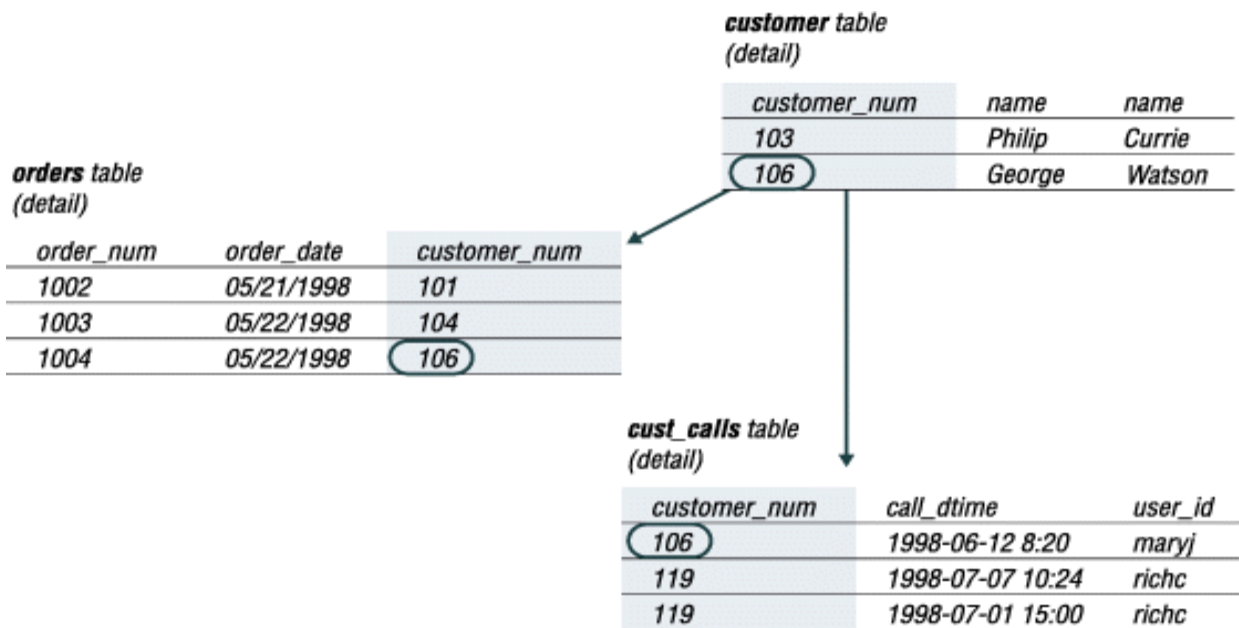 customer table
(detail)
customer_num name name
103 Philip Currie
106 George Watson
orders table
(detail)
order_num order_date customer_num
1002 05/21/1998 101
1003 05/22/1998 104
1004 05/22/1998 106
cust_calls table
(detail)
customer_num call_dtime user_id
106 1998-06-12 8:20 maryj
119 1998-07-07 10:24 richc
119 1998-07-01 15:00 richc